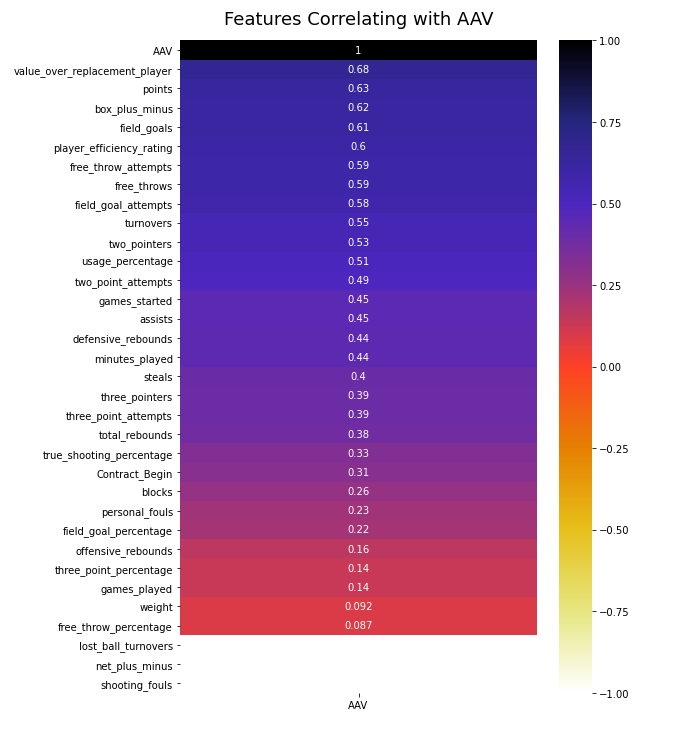 Features Correlating with AAV
AAV 1
value_over_replacement_player 0.68
points 0.63
box_plus_minus 0.62
field_goals 0.61
player_efficiency_rating 0.6
free_throw_attempts 0.59
free_throws 0.59
field_goal_attempts 0.58
turnovers 0.55
two_pointers 0.53
usage_percentage 0.51
two_point_attempts 0.49
games_started 0.45
assists 0.45
defensive_rebounds 0.44
minutes_played 0.44
steals 0.4
three_pointers 0.39
three_point_attempts 0.39
total_rebounds 0.38
true_shooting_percentage 0.33
Contract_Begin 0.31
blocks 0.26
personal_fouls 0.23
field_goal_percentage 0.22
offensive_rebounds 0.16
three_point_percentage 0.14
games_played 0.14
weight 0.092
free_throw_percentage 0.087
lost_ball_turnovers
net_plus_minus
shooting_fouls
AAV
1.00
0.75
0.50
0.25
0.00
−0.25
−0.50
−0.75
−1.00